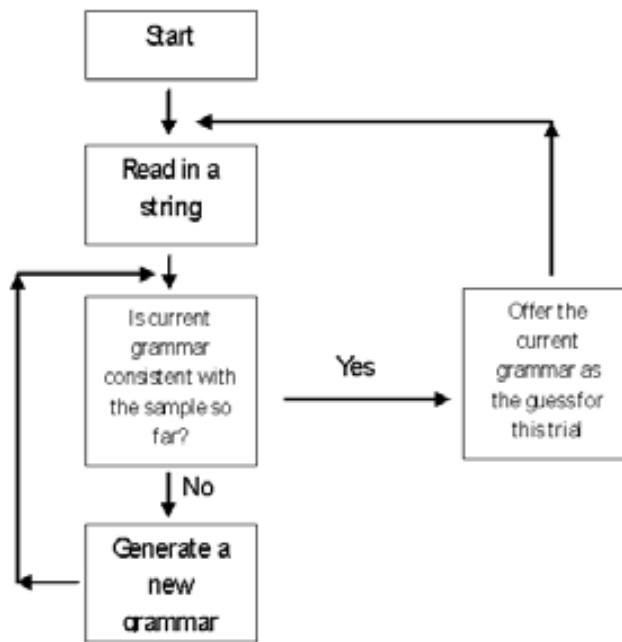 Start
Read in a
string
Is current
grammar
consistent with
the sample so
far?
Yes
Offer the
current
grammar as
the guess for
this trial
No
Generate a
new
grammar